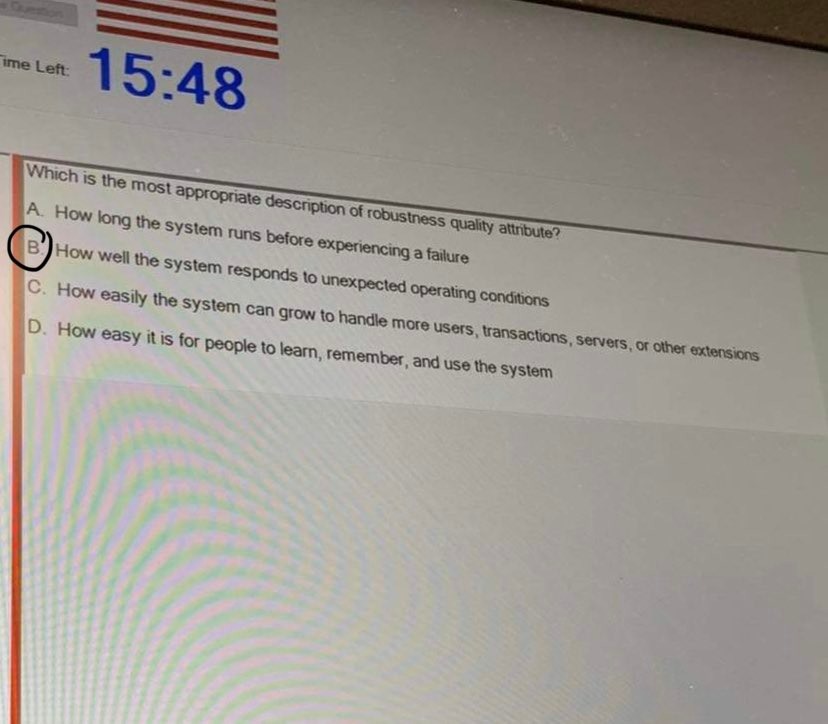 Question
Time Left: 15:48
Which is the most appropriate description of robustness quality attribute?
A. How long the system runs before experiencing a failure
B. How well the system responds to unexpected operating conditions
C. How easily the system can grow to handle more users, transactions, servers, or other extensions
D. How easy it is for people to learn, remember, and use the system